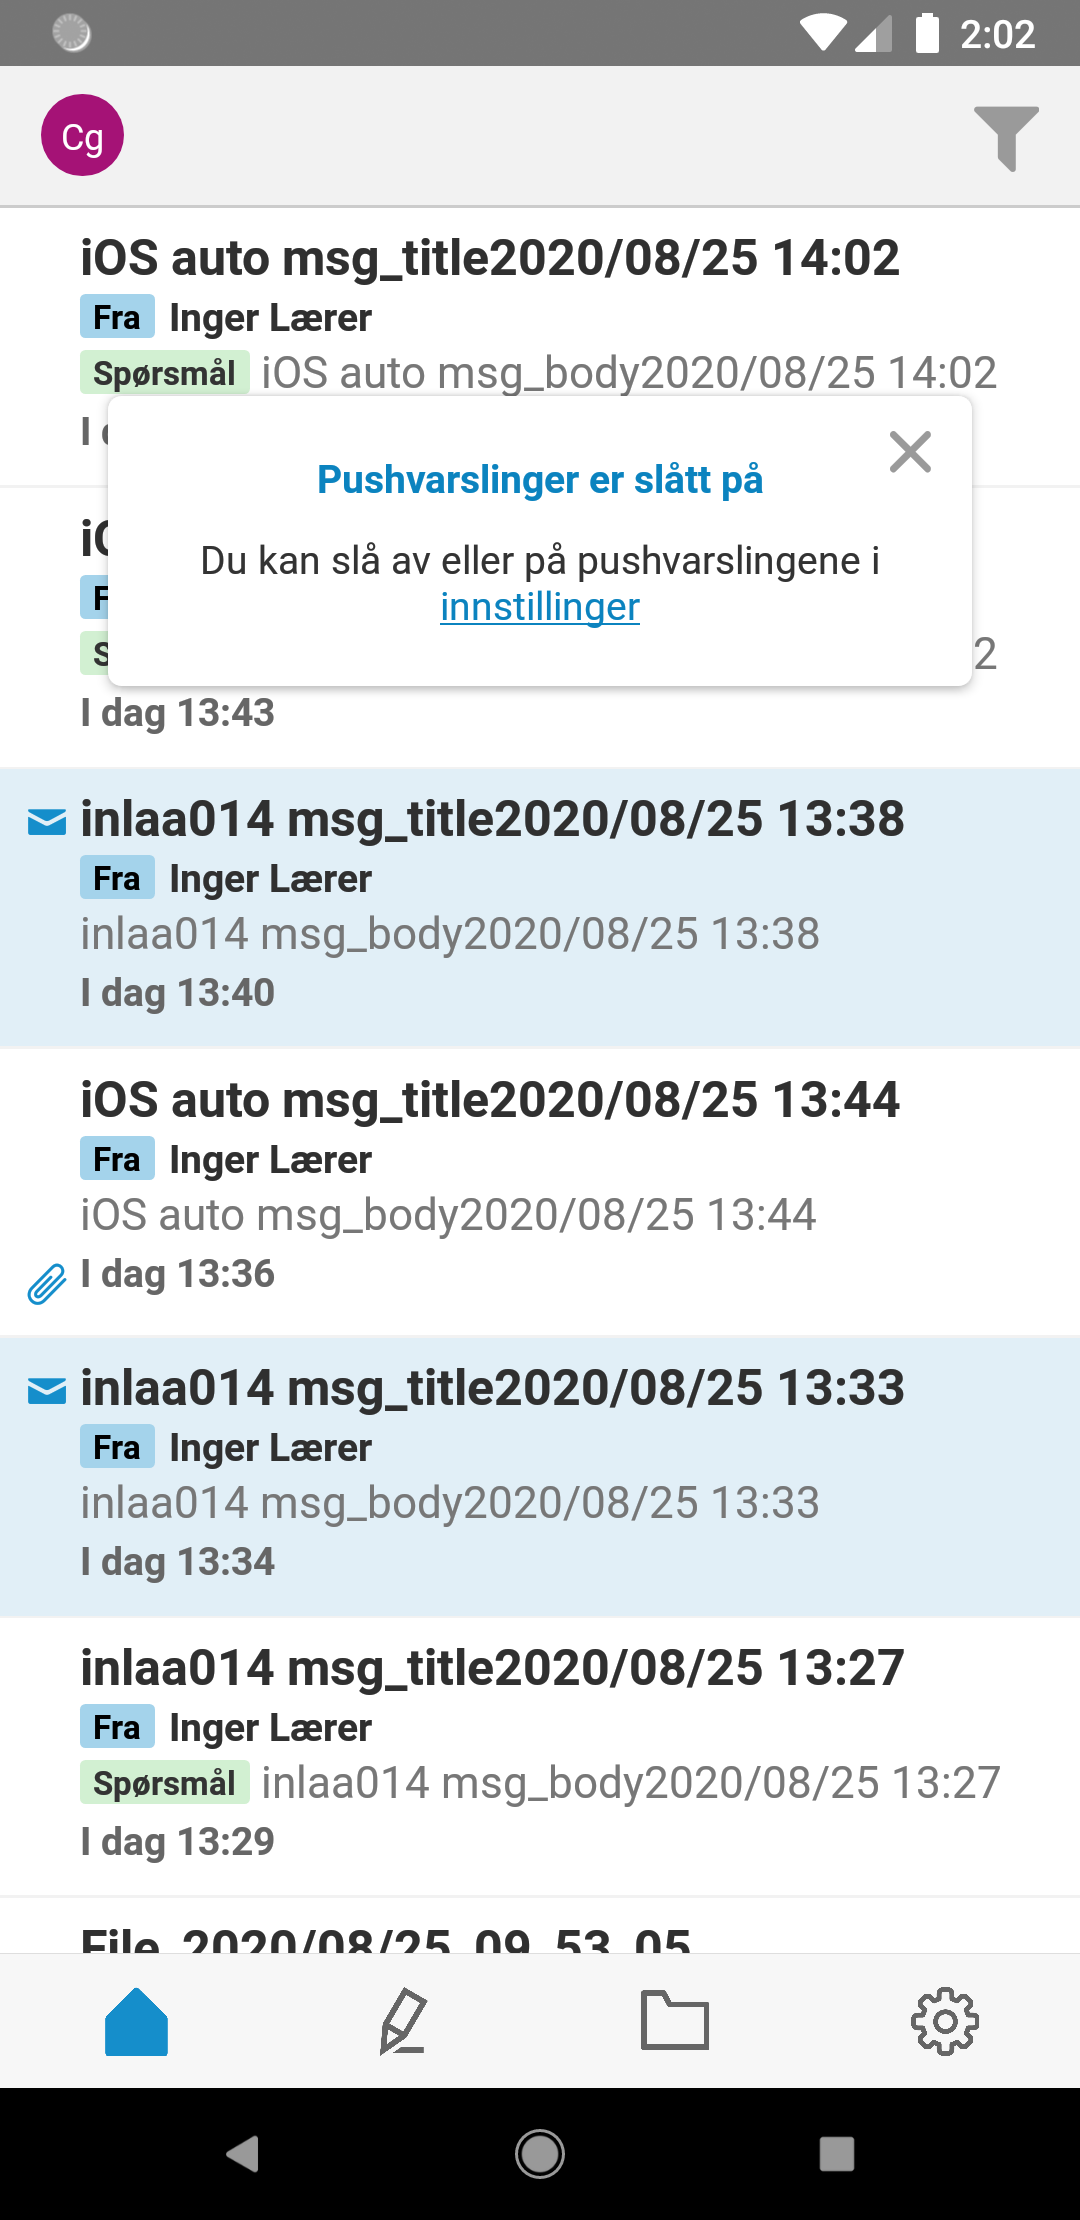 2:02
Cg
iOS auto msg_title2020/08/25 14:02
Fra Inger Lærer
Spørsmål iOS auto msg_body2020/08/25 14:02
I
Pushvarslinger er slått på
Du kan slå av eller på pushvarslingene i
innstillinger
2
I dag 13:43
inlaa014 msg_title2020/08/25 13:38
Fra Inger Lærer
inlaa014 msg_body2020/08/25 13:38
I dag 13:40
iOS auto msg_title2020/08/25 13:44
Fra Inger Lærer
iOS auto msg_body2020/08/25 13:44
I dag 13:36
inlaa014 msg_title2020/08/25 13:33
Fra Inger Lærer
inlaa014 msg_body2020/08/25 13:33
I dag 13:34
inlaa014 msg_title2020/08/25 13:27
Fra Inger Lærer
Spørsmål inlaa014 msg_body2020/08/25 13:27
I dag 13:29
File_2020/08/25_09_53_05